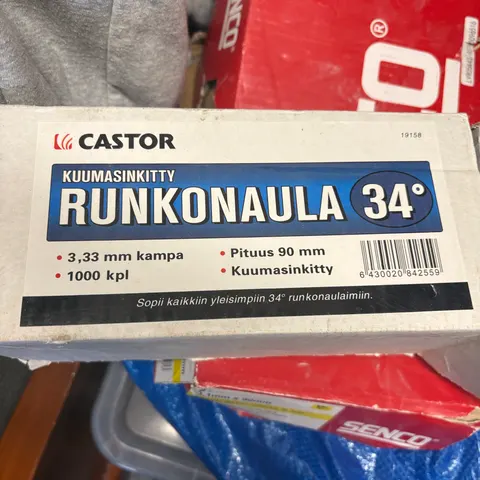 SENCO
®
CASTOR
19158
KUUMASINKITTY
RUNKONAULA 34°
• 3,33 mm kampa
• Pituus 90 mm
• 1000 kpl
• Kuumasinkitty
6 430020 842559
Sopii kaikkiin yleisimpiin 34° runkonaulaimiin.
SENCO